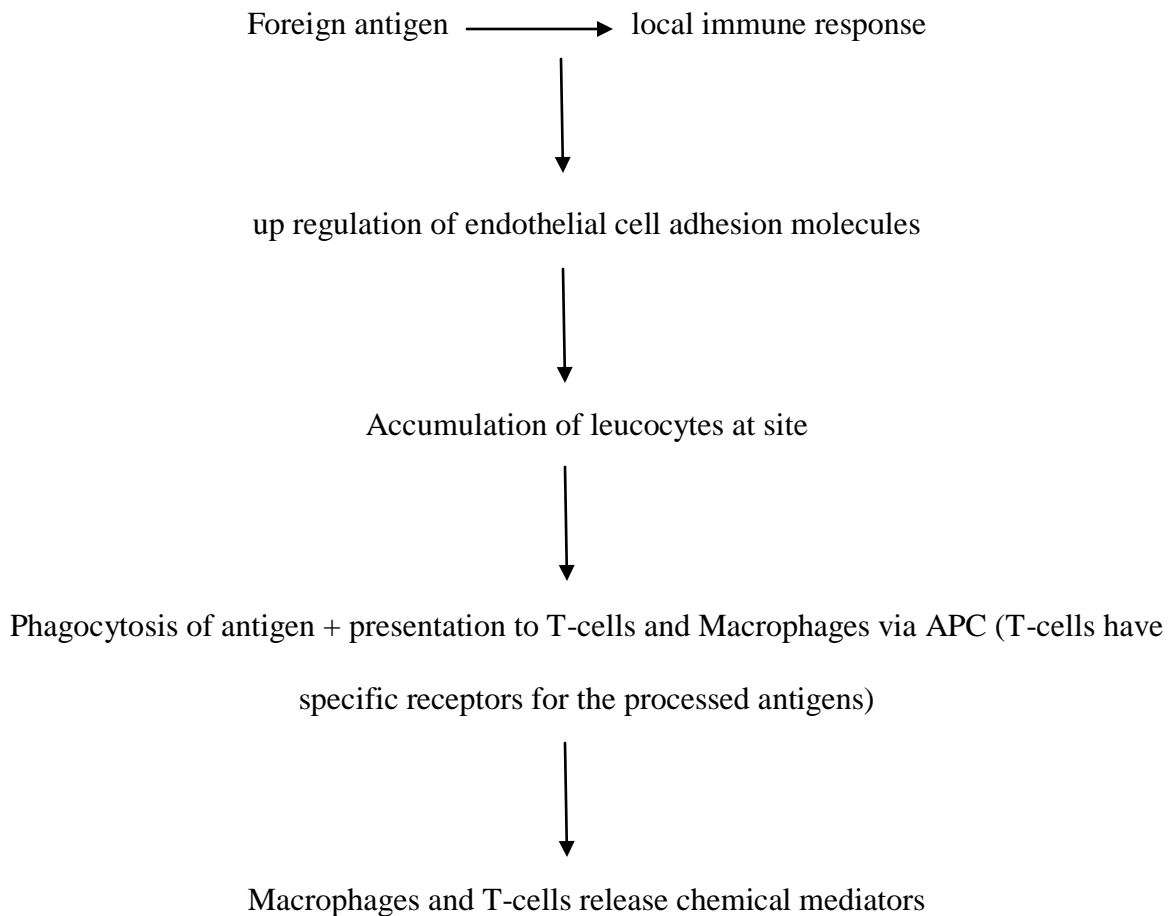 Foreign antigen local immune response
up regulation of endothelial cell adhesion molecules
Accumulation of leucocytes at site
Phagocytosis of antigen + presentation to T-cells and Macrophages via APC (T-cells have
specific receptors for the processed antigens)
Macrophages and T-cells release chemical mediators